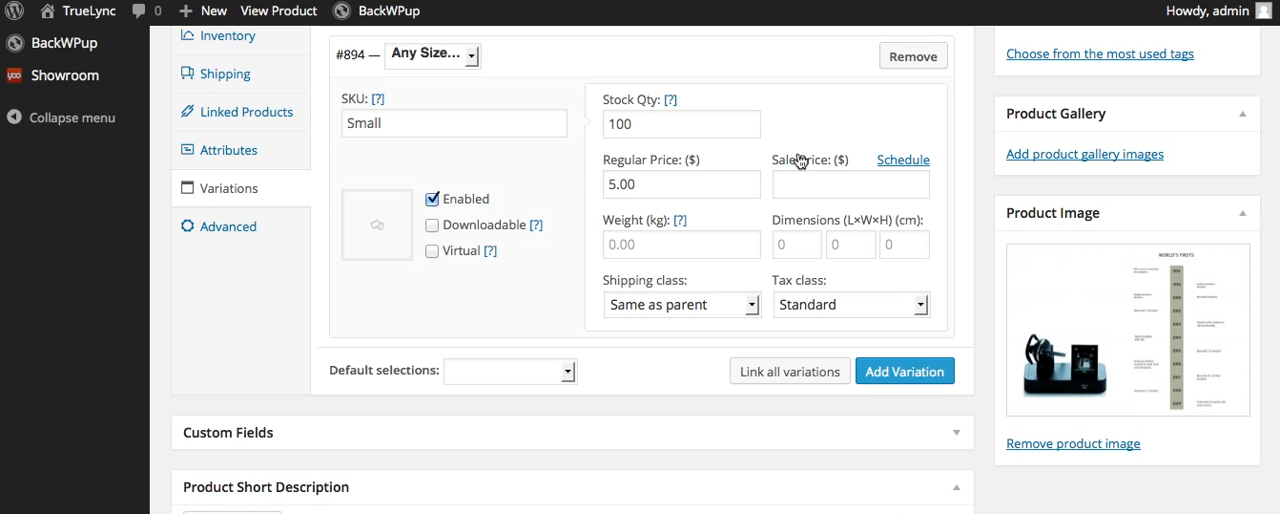 TrueLync 0 New View Product BackWPup Howdy, admin
BackWPup
Showroom
Collapse menu
Inventory
Shipping
Linked Products
Attributes
Variations
Advanced
#894 — Any Size... Remove
SKU: [?]
Small
Enabled
Downloadable [?]
Virtual [?]
Stock Qty: [?]
100
Regular Price: ($) Sale Price: ($) Schedule
5.00
Weight (kg): [?] Dimensions (L×W×H) (cm):
0.00 0 0 0
Shipping class: Tax class:
Same as parent Standard
Default selections: Link all variations Add Variation
Custom Fields
Product Short Description
Choose from the most used tags
Product Gallery
Add product gallery images
Product Image
WORLD'S FIRSTS
Remove product image